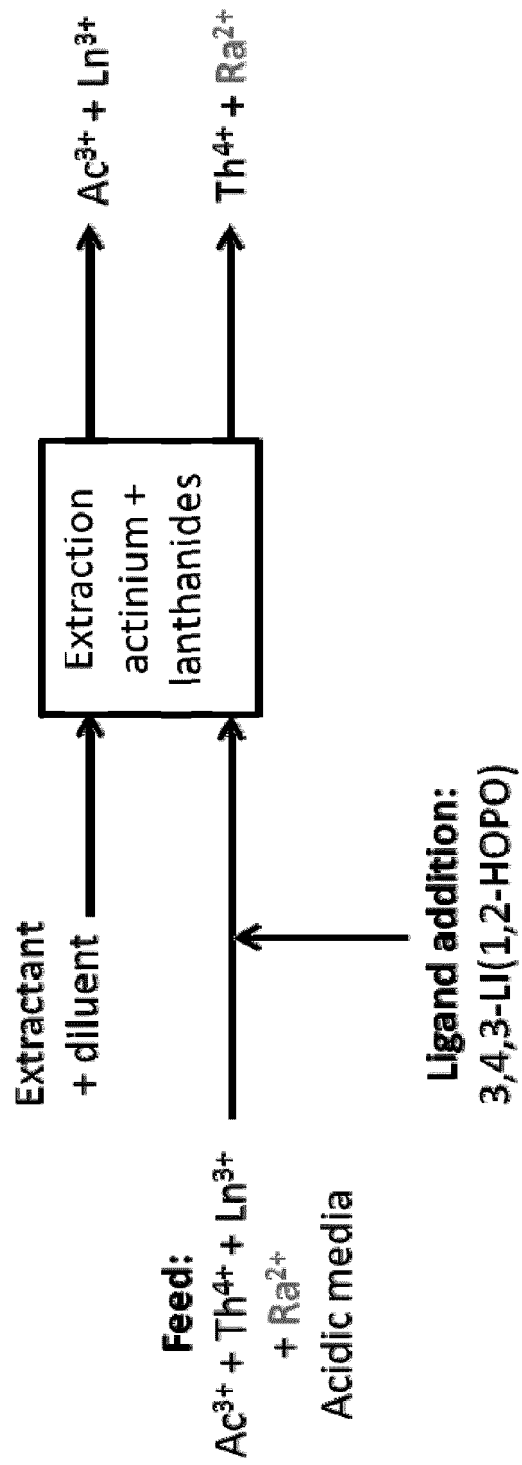 Feed:
Ac³⁺ + Th⁴⁺ + Ln³⁺
+ Ra²⁺
Acidic media
Extractant
+ diluent
Ligand addition:
3,4,3-LI(1,2-HOPO)
Extraction
actinium +
lanthanides
Ac³⁺ + Ln³⁺
Th⁴⁺ + Ra²⁺